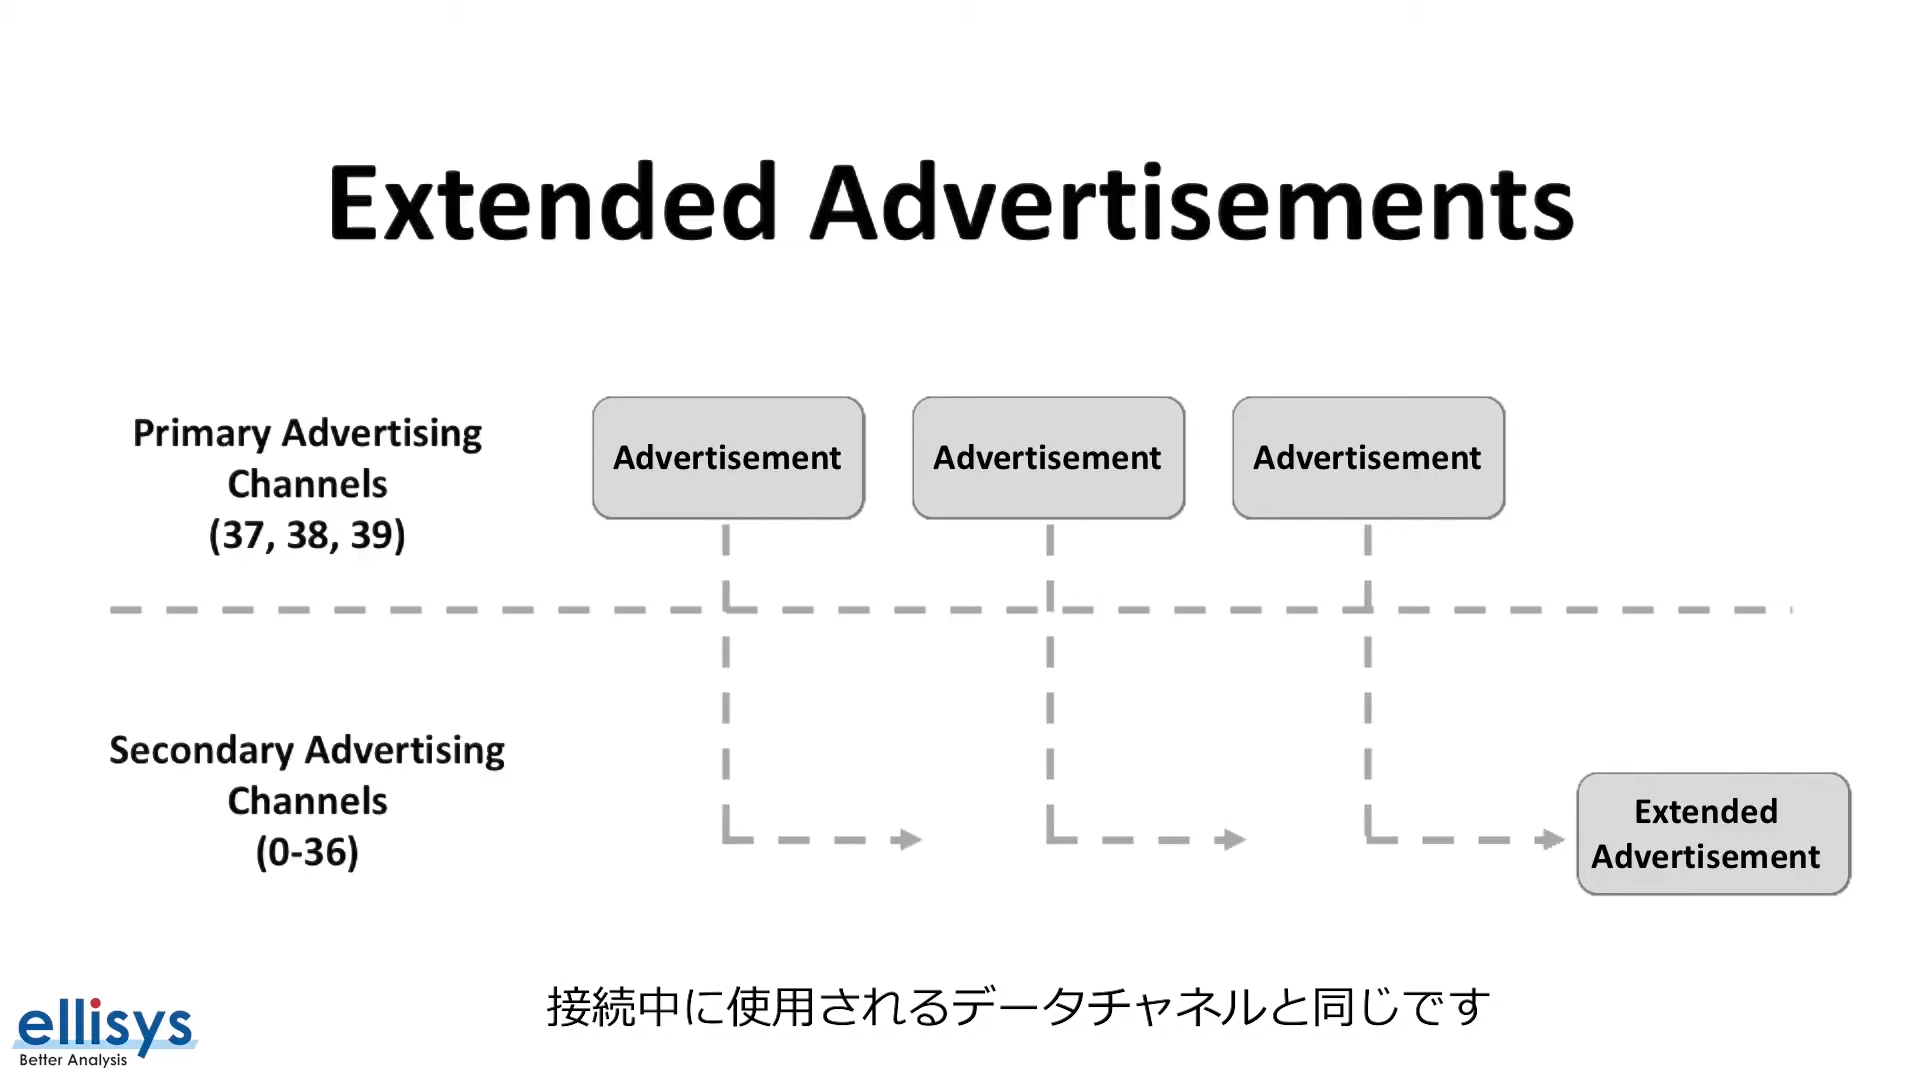 Extended Advertisements
Primary Advertising
Channels
(37, 38, 39)
Advertisement
Advertisement
Advertisement
Secondary Advertising
Channels
(0-36)
Extended
Advertisement
接続中に使用されるデータチャネルと同じです
ellisys
Better Analysis